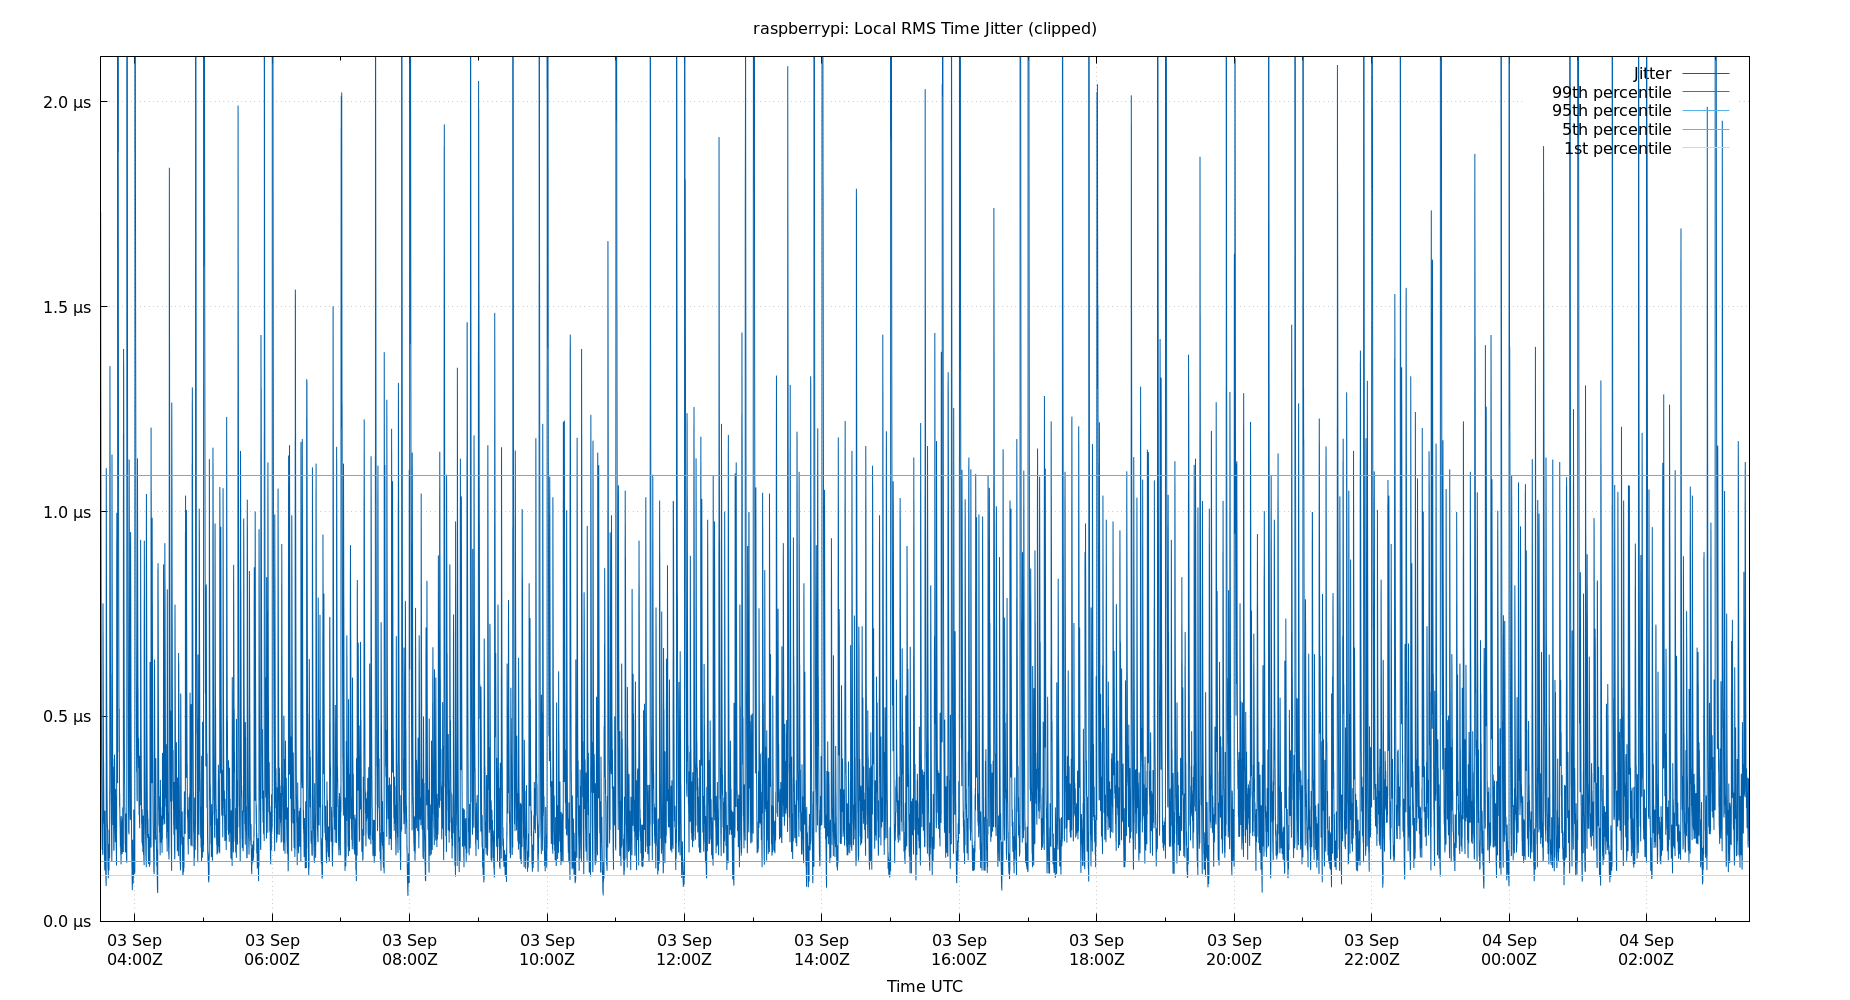 raspberrypi: Local RMS Time Jitter (clipped)
Jitter
99th percentile
95th percentile
5th percentile
1st percentile
2.0 μs
1.5 μs
1.0 μs
0.5 μs
0.0 μs
03 Sep 03 Sep 03 Sep 03 Sep 03 Sep 03 Sep 03 Sep 03 Sep 03 Sep 03 Sep 04 Sep 04 Sep
04:00Z 06:00Z 08:00Z 10:00Z 12:00Z 14:00Z 16:00Z 18:00Z 20:00Z 22:00Z 00:00Z 02:00Z
Time UTC